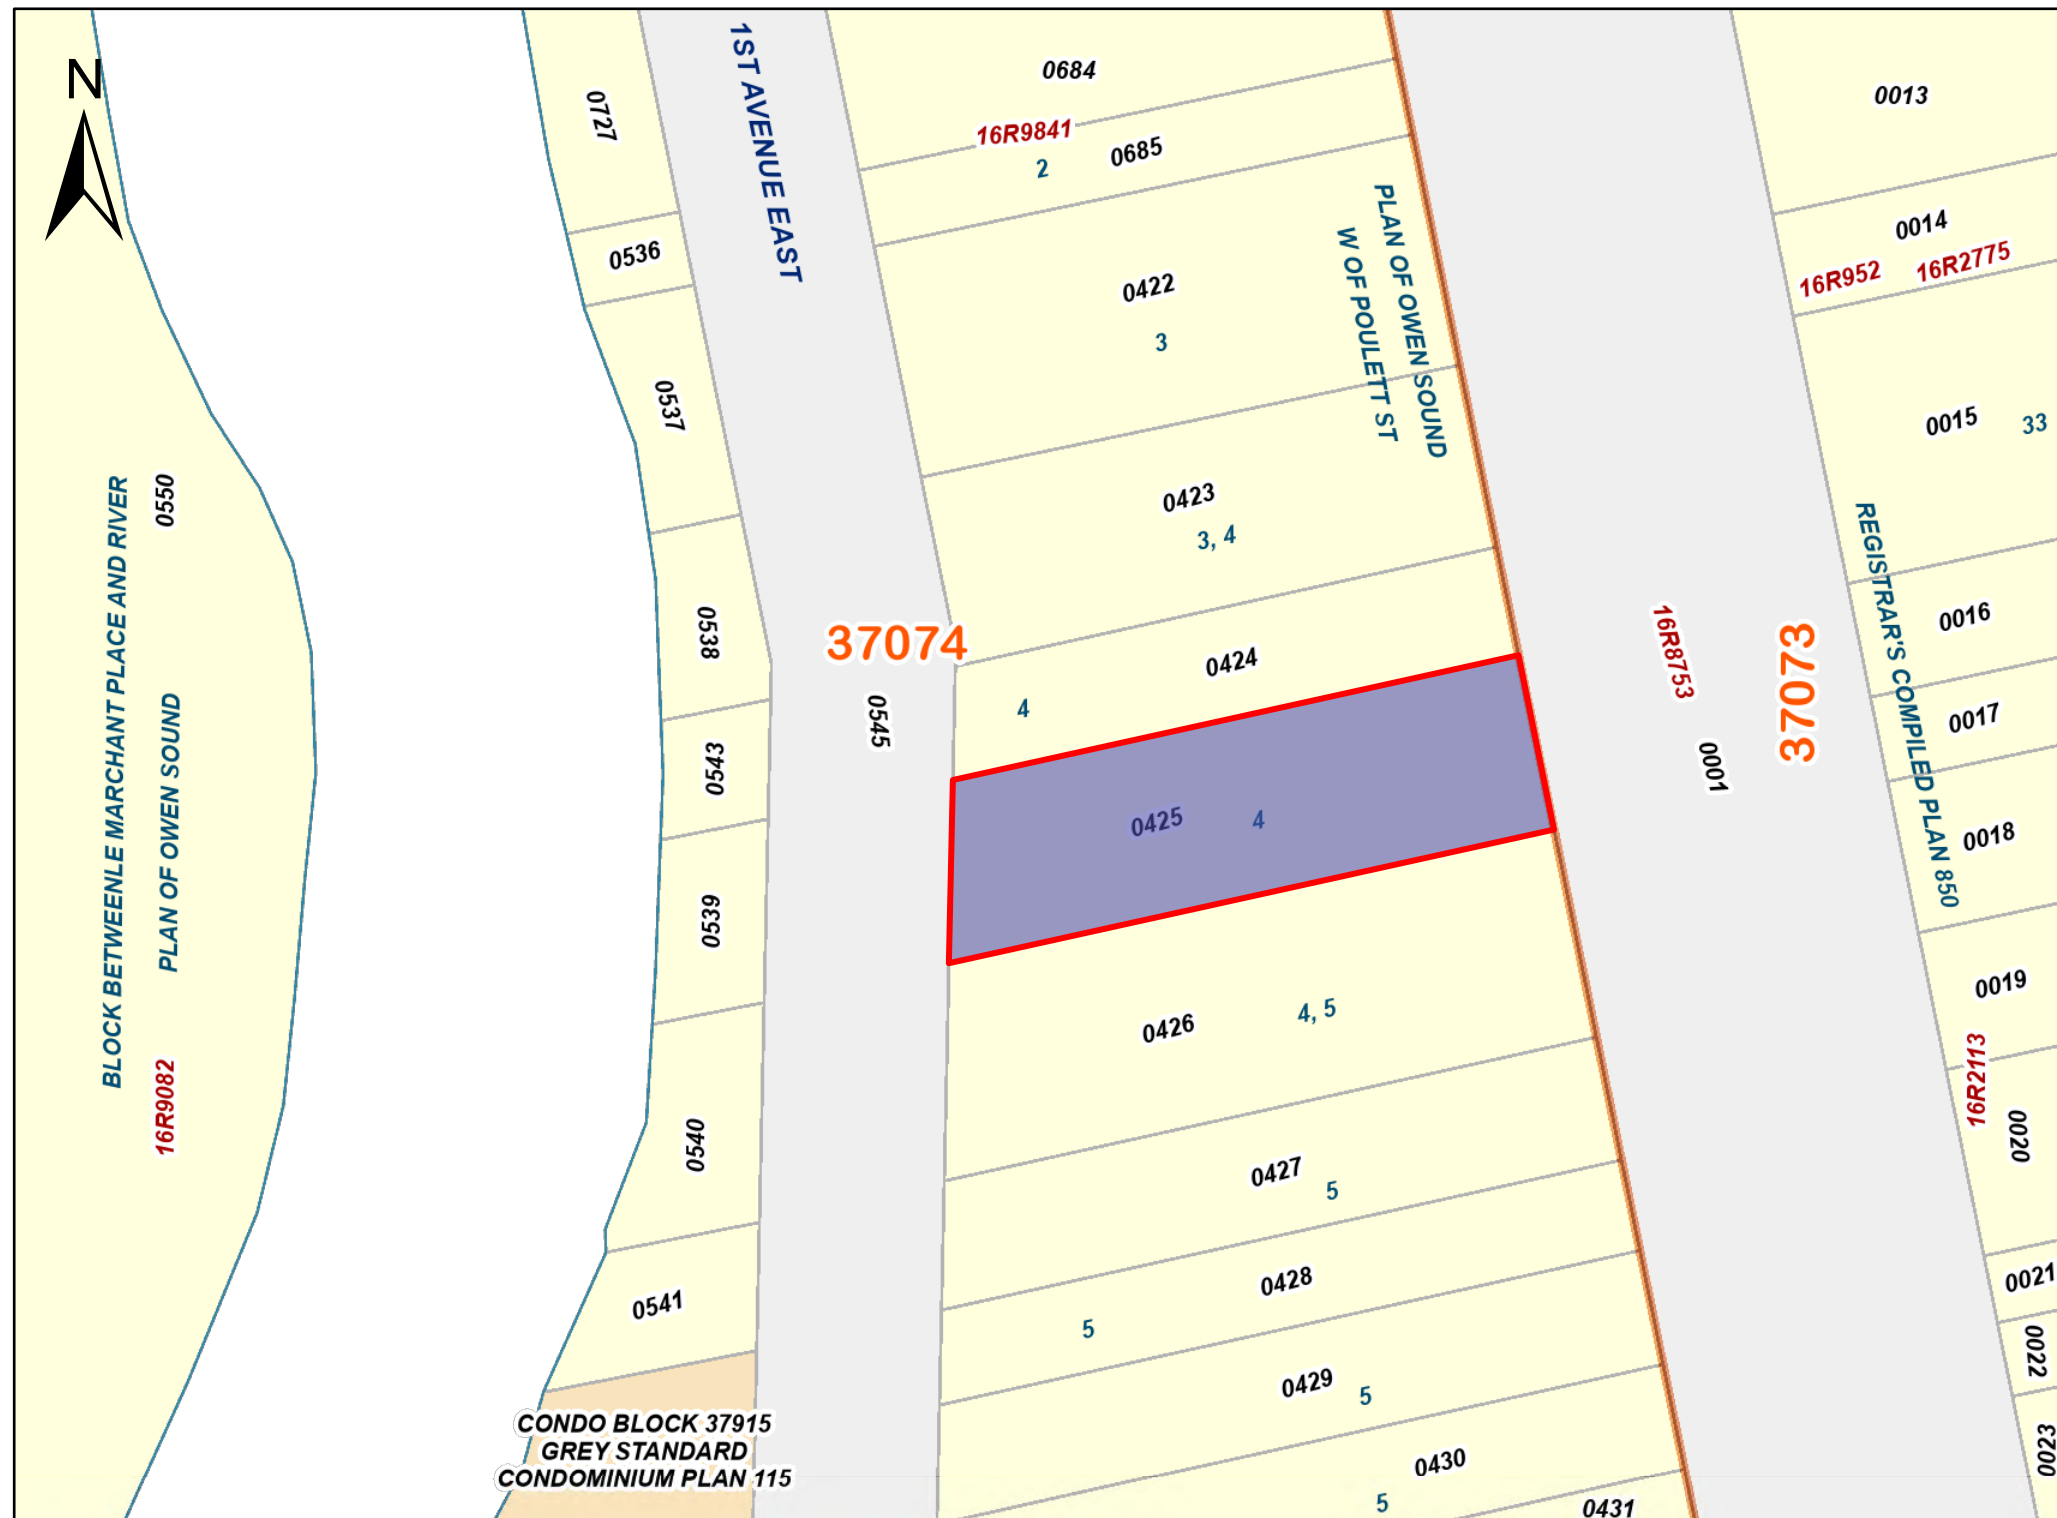 N
0727
0536
0537
0538
0543
0539
0540
0541
CONDO BLOCK 37915
GREY STANDARD
CONDOMINIUM PLAN 115
BLOCK BETWEENLE MARCHANT PLACE AND RIVER
0550
PLAN OF OWEN SOUND
16R9082
1ST AVENUE EAST
37074
0545
0684
16R9841
2
0685
0422
3
PLAN OF OWEN SOUND
W OF POULETT ST
0423
3, 4
0424
4
0425
4
0426
4, 5
0427
5
0428
5
0429
5
0430
5
0431
16R8753
0001
37073
0013
0014
16R952
16R2775
0015
33
REGISTRAR'S COMPILED PLAN 850
0016
0017
0018
0019
16R2113
0020
0021
0022
0023